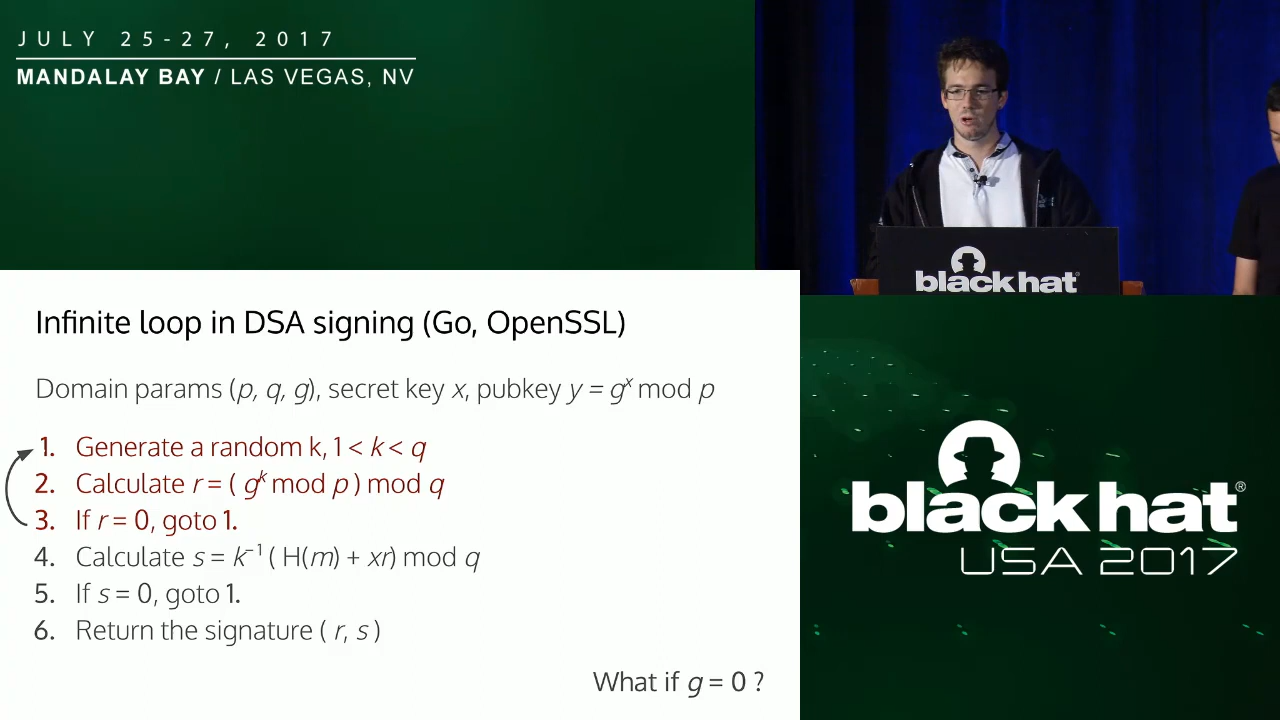 JULY 25-27, 2017
MANDALAY BAY / LAS VEGAS, NV
black hat®
Infinite loop in DSA signing (Go, OpenSSL)
Domain params (p, q, g), secret key x, pubkey y = gˣ mod p
1. Generate a random k, 1 < k < q
2. Calculate r = ( gᵏ mod p ) mod q
3. If r = 0, goto 1.
4. Calculate s = k⁻¹ ( H(m) + xr) mod q
5. If s = 0, goto 1.
6. Return the signature ( r, s )
What if g = 0 ?
black hat®
USA 2017